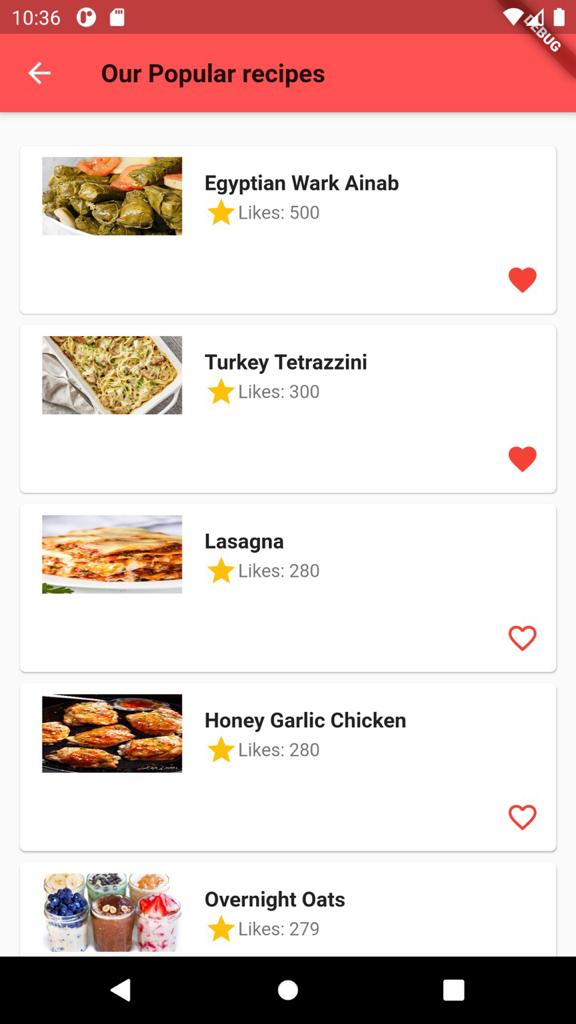 10:36
DEBUG
Our Popular recipes
Egyptian Wark Ainab
Likes: 500
Turkey Tetrazzini
Likes: 300
Lasagna
Likes: 280
Honey Garlic Chicken
Likes: 280
Overnight Oats
Likes: 279